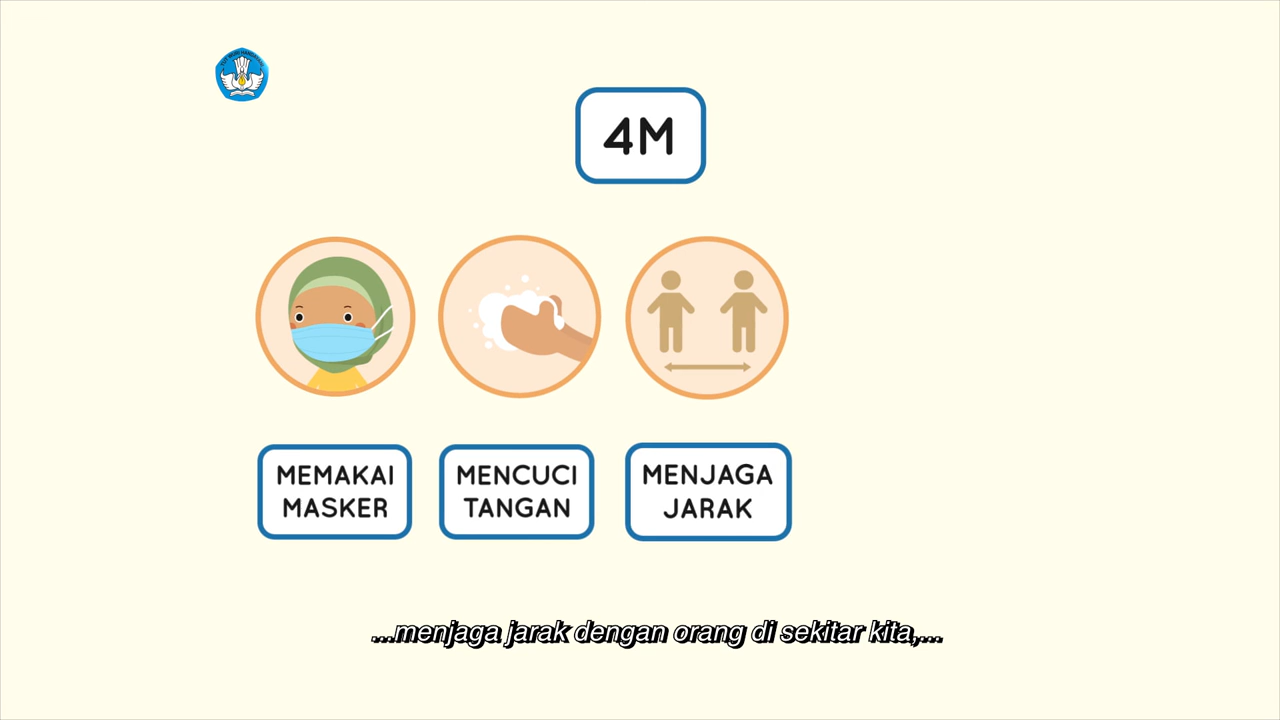 4M
MEMAKAI
MASKER
MENCUCI
TANGAN
MENJAGA
JARAK
...menjaga jarak dengan orang di sekitar kita,...